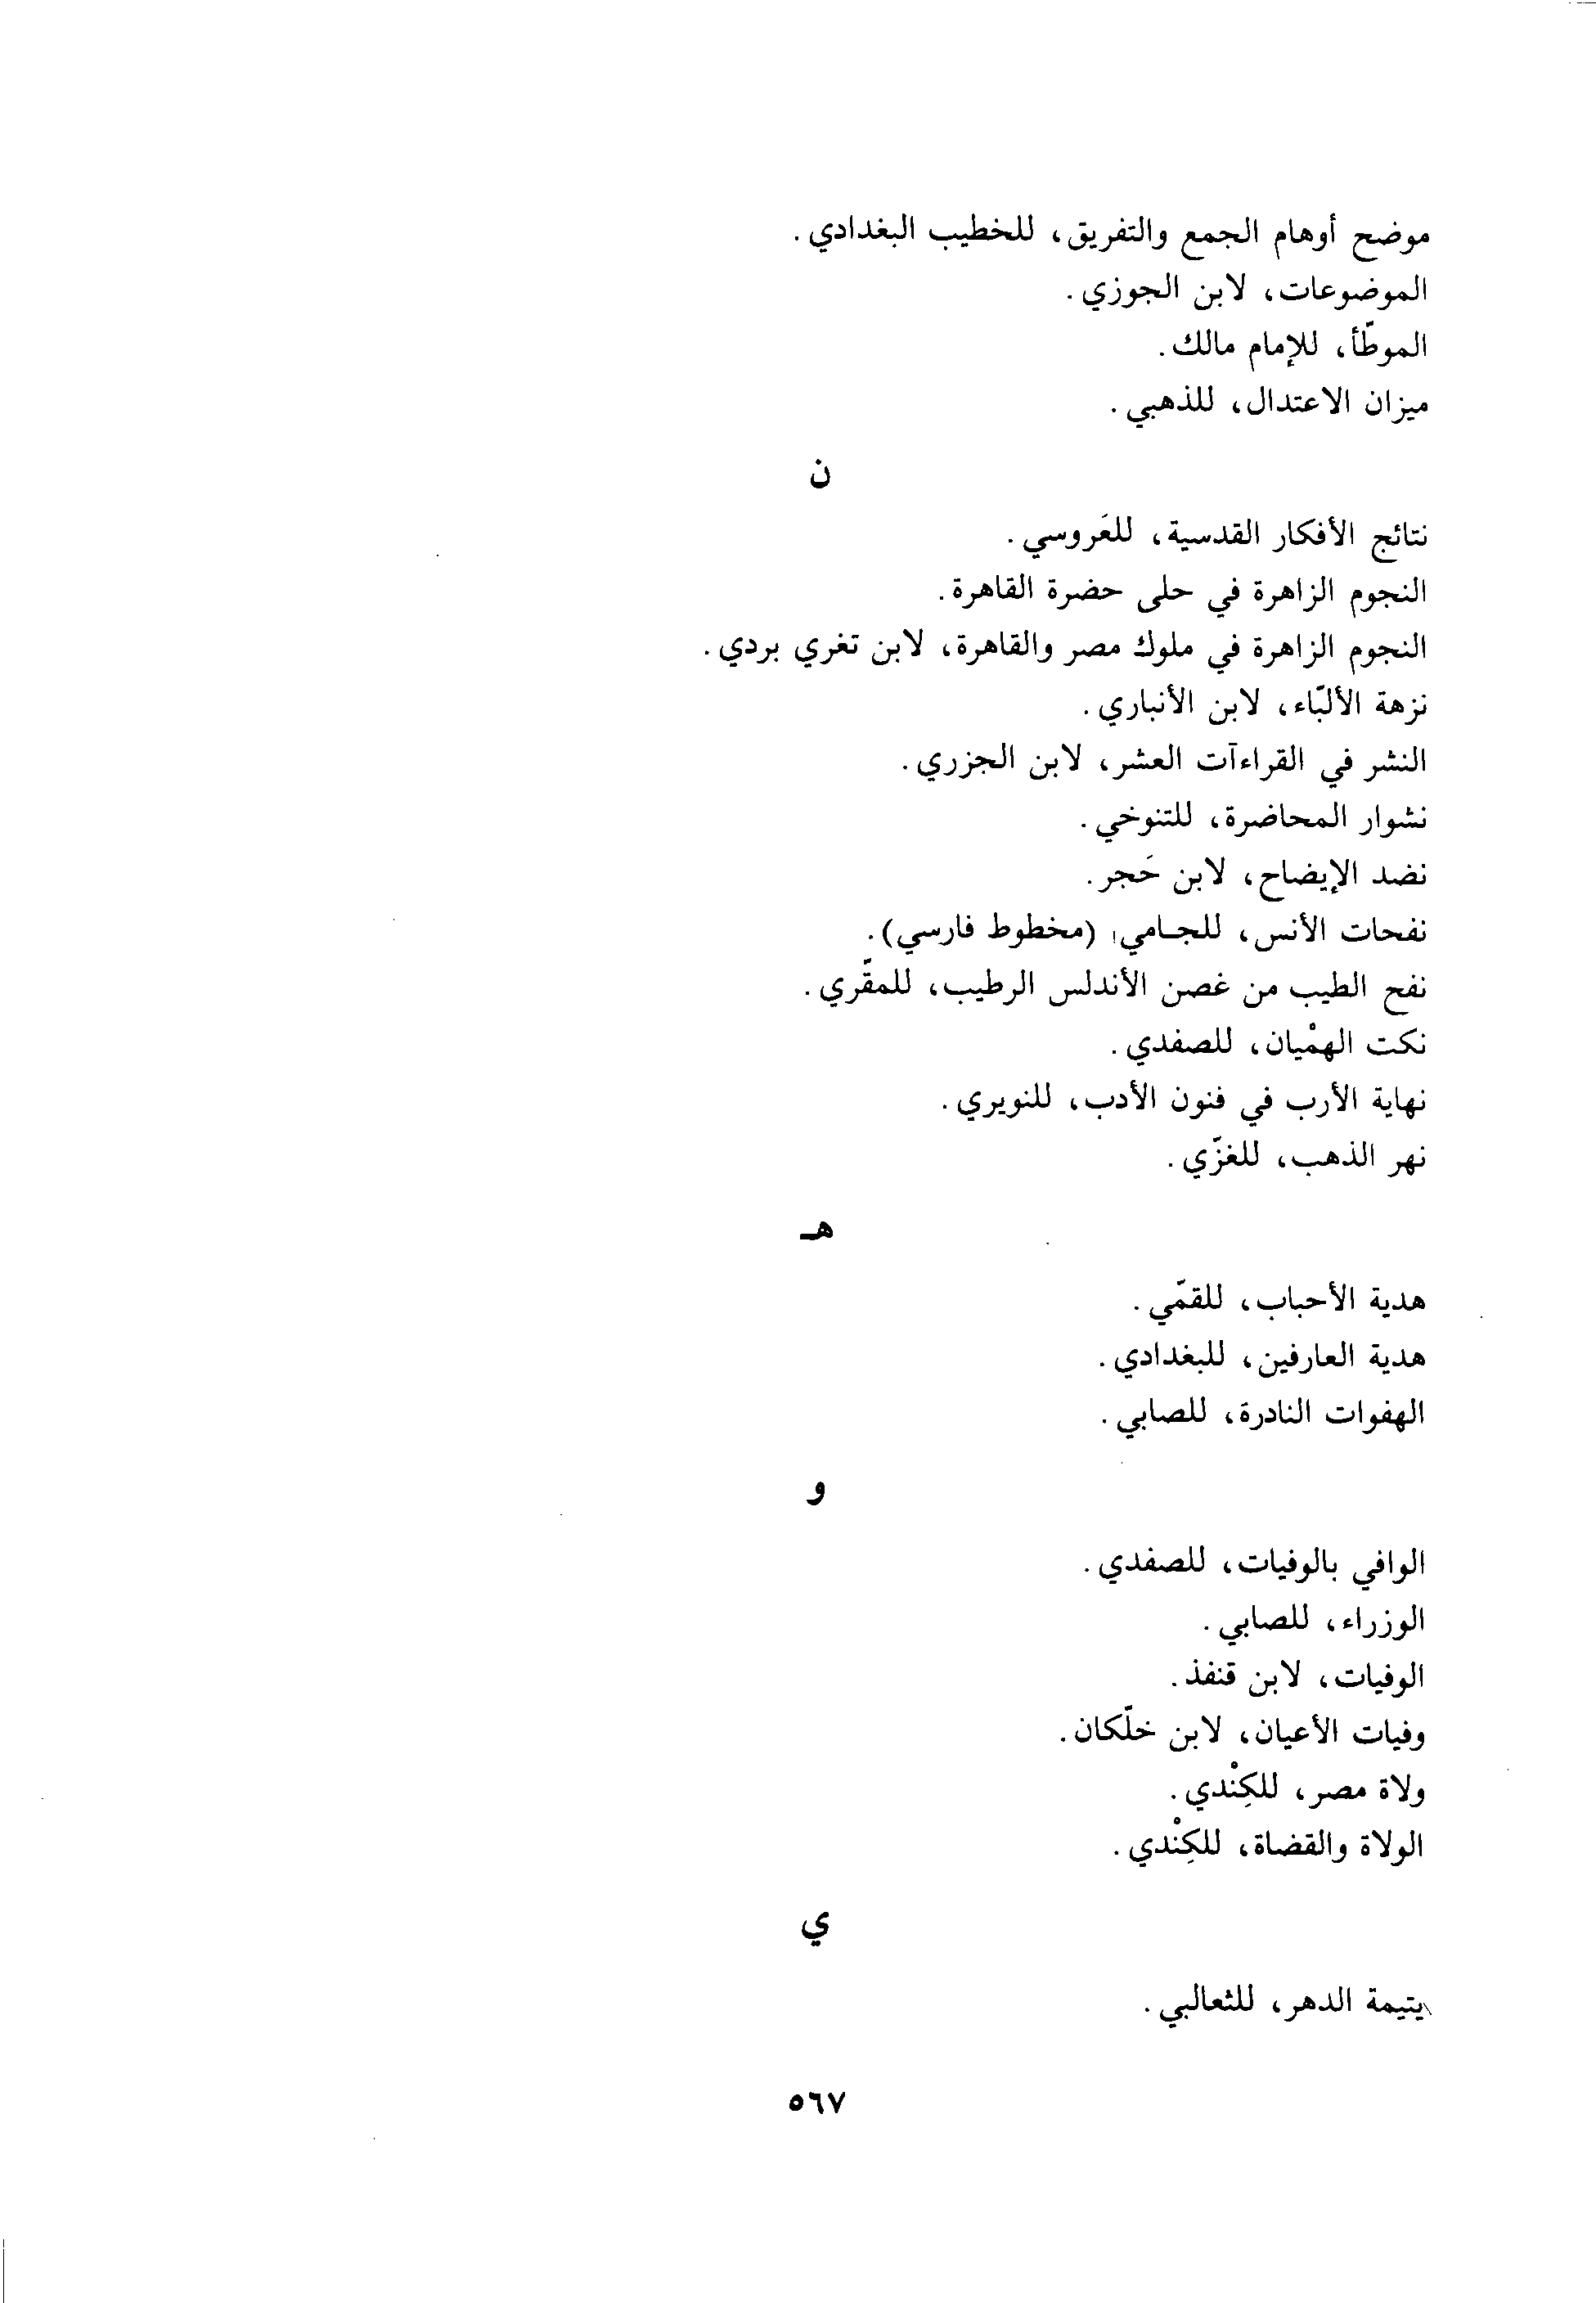 موضح أوهام الجمع والتفريق، للخطيب البغدادي.
الموضوعات، لابن الجوزي.
الموطّأ، للإمام مالك.
ميزان الاعتدال، للذهبي.
ن
نتائج الأفكار القدسية، للعَروسي.
النجوم الزاهرة في حلى حضرة القاهرة.
النجوم الزاهرة في ملوك مصر والقاهرة، لابن تغري بردي.
نزهة الألبّاء، لابن الأنباري.
النشر في القراءآت العشر، لابن الجزري.
نشوار المحاضرة، للتنوخي.
نضد الإيضاح، لابن حَجر.
نفحات الأنس، للجـامي (مخطوط فارسي).
نفح الطيب من غصن الأندلس الرطيب، للمقّري.
نكت الهمْيان، للصفدي.
نهاية الأرب في فنون الأدب، للنويري.
نهر الذهب، للغزّي.
هـ
هدية الأحباب، للقمّي.
هدية العارفين، للبغدادي.
الهفوات النادرة، للصابي.
و
الوافي بالوفيات، للصفدي.
الوزراء، للصابي.
الوفيات، لابن قنفذ.
وفيات الأعيان، لابن خلّكان.
ولاة مصر، للكِنْدي.
الولاة والقضاة، للكِنْدي.
ي
يتيمة الدهر، للثعالبي.
٥٦٧